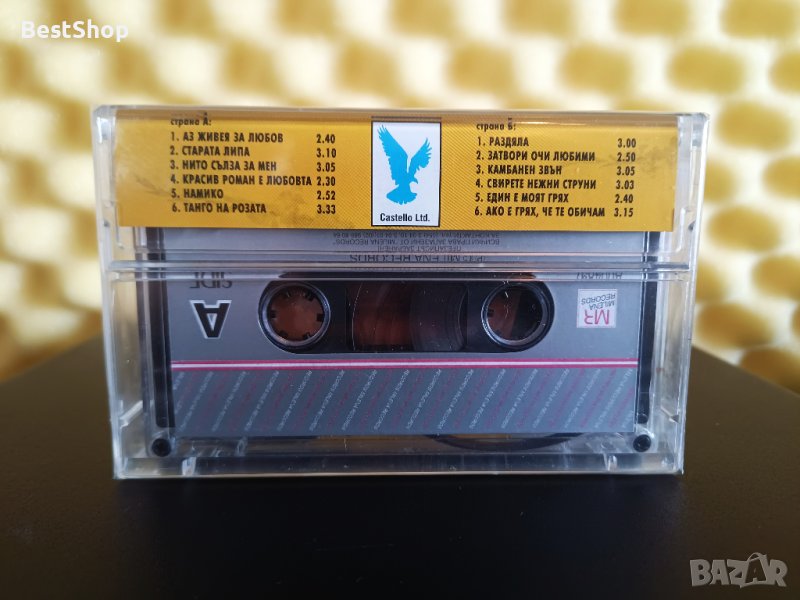 BestShop
страна А:
1. АЗ ЖИВЕЯ ЗА ЛЮБОВ 2.40
2. СТАРАТА ЛИПА 3.10
3. НИТО СЪЛЗА ЗА МЕН 3.05
4. КРАСИВ РОМАН Е ЛЮБОВТА 2,30
5. НАМИКО 2.52
6. ТАНГО НА РОЗАТА 3.33
Castello Ltd.
страна Б:
1. РАЗДЯЛА 3.00
2. ЗАТВОРИ ОЧИ ЛЮБИМИ 2.50
3. КАМБАНЕН ЗВЪН 3.05
4. СВИРЕТЕ НЕЖНИ СТРУНИ 3.03
5. ЕДИН Е МОЯТ ГРЯХ 2.40
6. АКО Е ГРЯХ, ЧЕ ТЕ ОБИЧАМ 3.15
MILENA RECORDS
SIDE
A
MR
MILENA
RECORDS
BAZAR